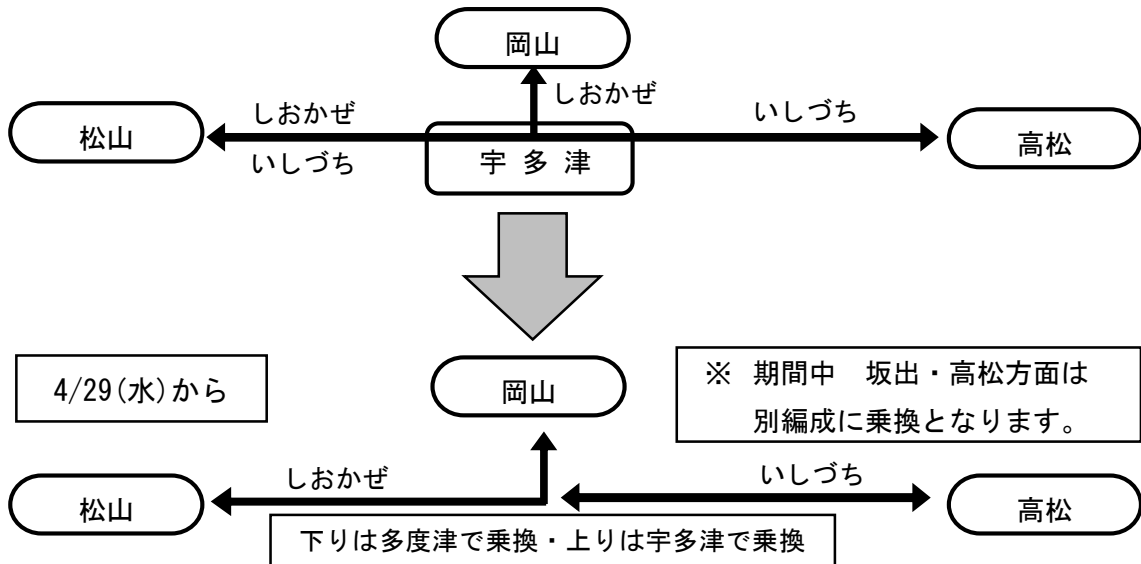 岡山
しおかぜ
しおかぜ
いしづち
松山
高松
いしづち
宇多津
4/29(水)から
岡山
※ 期間中 坂出・高松方面は
別編成に乗換となります。
しおかぜ
いしづち
松山
高松
下りは多度津で乗換・上りは宇多津で乗換